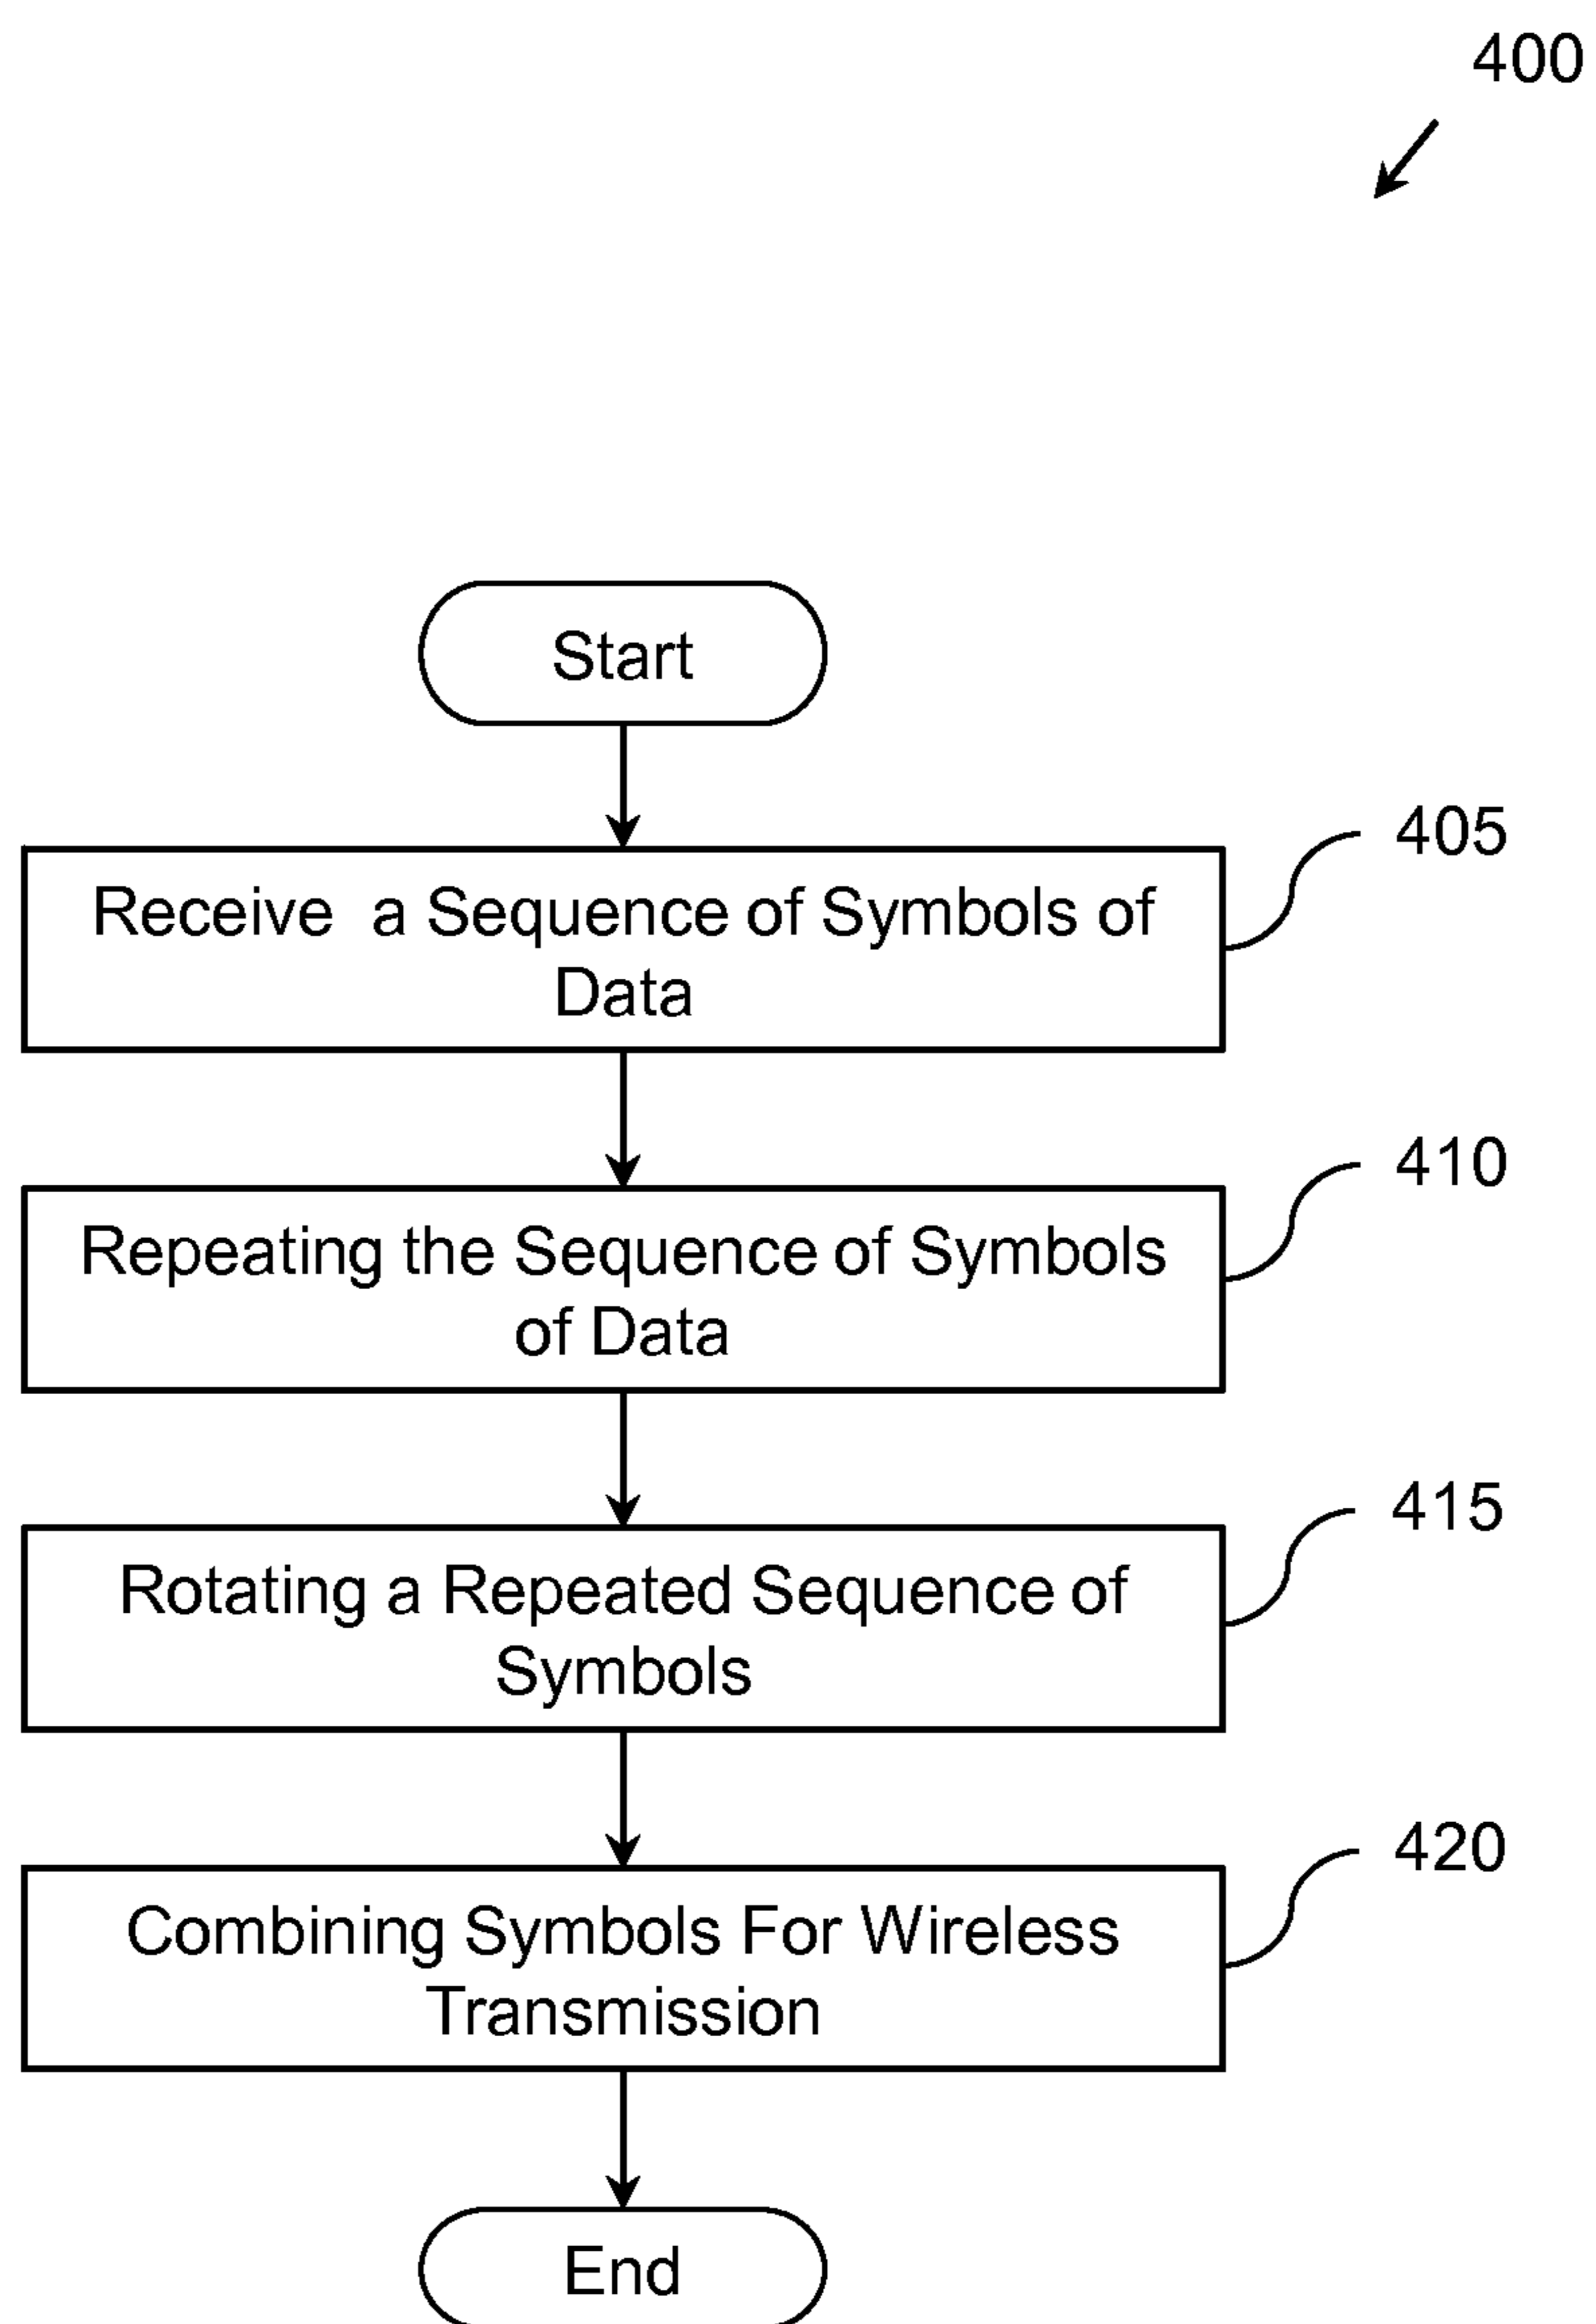 400
Start
405
Receive a Sequence of Symbols of
Data
410
Repeating the Sequence of Symbols
of Data
415
Rotating a Repeated Sequence of
Symbols
420
Combining Symbols For Wireless
Transmission
End